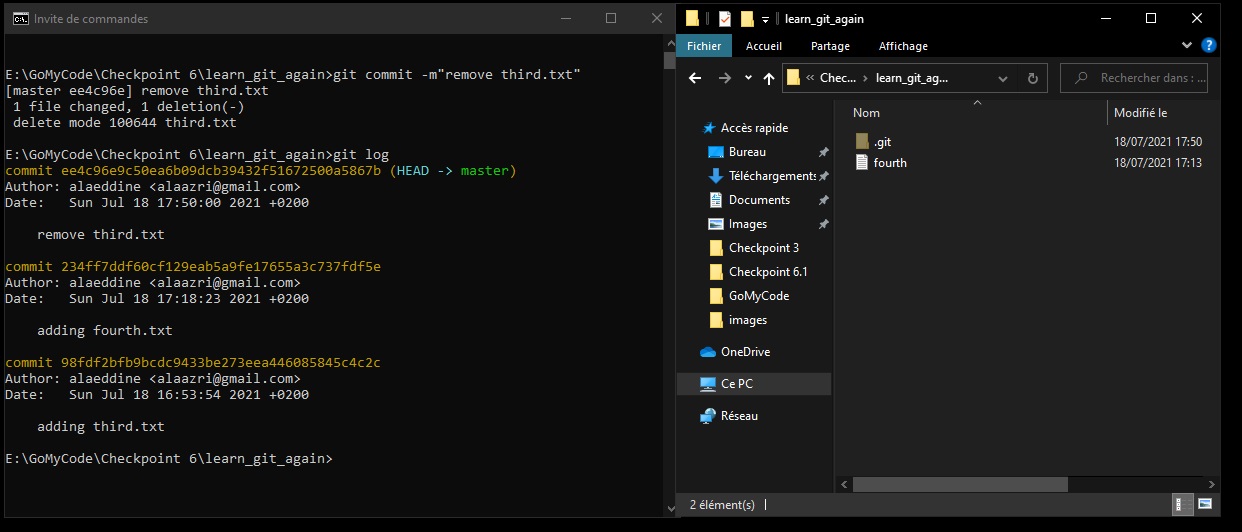 Invite de commandes
E:\GoMyCode\Checkpoint 6\learn_git_again>git commit -m"remove third.txt"
[master ee4c96e] remove third.txt
 1 file changed, 1 deletion(-)
 delete mode 100644 third.txt
E:\GoMyCode\Checkpoint 6\learn_git_again>git log
commit ee4c96e9c50ea6b09dcb39432f51672500a5867b (HEAD -> master)
Author: alaeddine <alaazri@gmail.com>
Date:   Sun Jul 18 17:50:00 2021 +0200
    remove third.txt
commit 234ff7ddf60cf129eab5a9fe17655a3c737fdf5e
Author: alaeddine <alaazri@gmail.com>
Date:   Sun Jul 18 17:18:23 2021 +0200
    adding fourth.txt
commit 98fdf2bfb9bcdc9433be273eea446085845c4c2c
Author: alaeddine <alaazri@gmail.com>
Date:   Sun Jul 18 16:53:54 2021 +0200
    adding third.txt
E:\GoMyCode\Checkpoint 6\learn_git_again>
learn_git_again
Fichier Accueil Partage Affichage
« Chec... > learn_git_ag...
Rechercher dans : ...
Accès rapide
Bureau
Téléchargements
Documents
Images
Checkpoint 3
Checkpoint 6.1
GoMyCode
images
OneDrive
Ce PC
Réseau
Nom Modifié le
.git 18/07/2021 17:50
fourth 18/07/2021 17:13
2 élément(s)